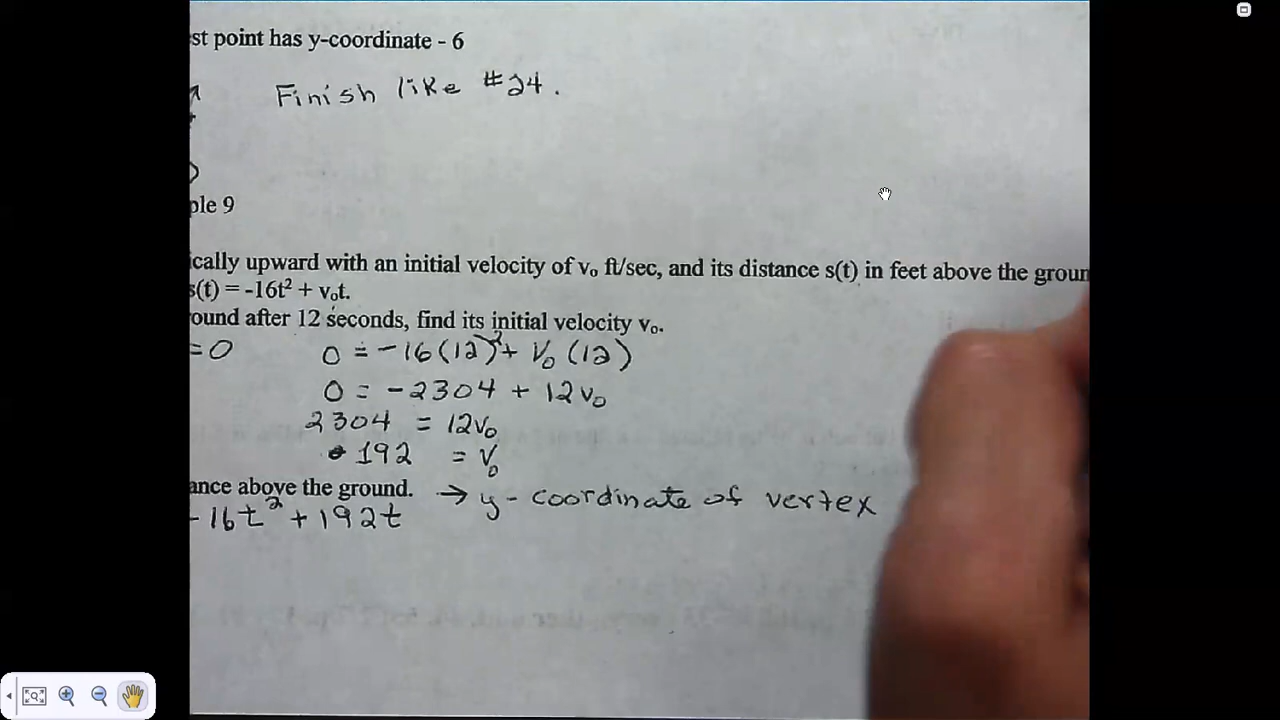 st point has y-coordinate - 6
Finish like #24.
ple 9
ically upward with an initial velocity of v₀ ft/sec, and its distance s(t) in feet above the groun
s(t) = -16t² + v₀t.
ound after 12 seconds, find its initial velocity v₀.
=0 0 = -16(12)² + V₀(12)
0 = -2304 + 12v₀
2304 = 12v₀
192 = V₀
ance above the ground. → y-coordinate of vertex
-16t² + 192t